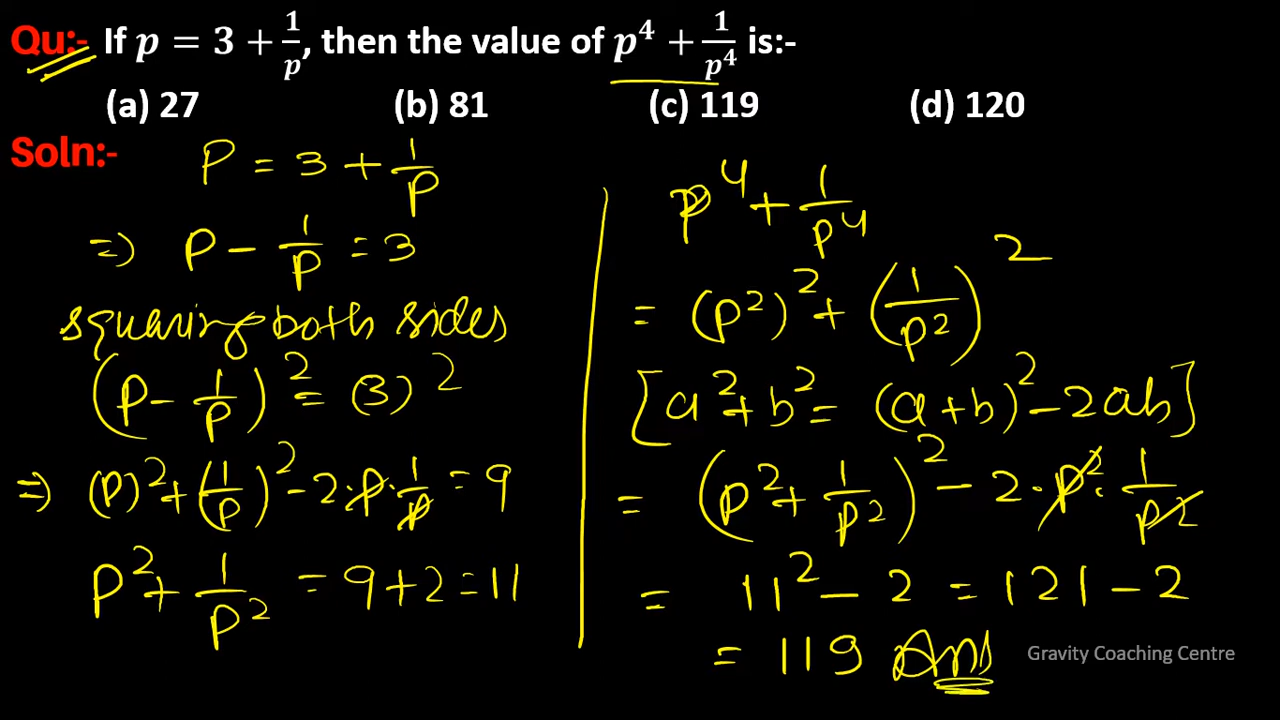 Qu:- If p = 3 + 1/p, then the value of p⁴ + 1/p⁴ is:-
(a) 27 (b) 81 (c) 119 (d) 120
Soln:-
P = 3 + 1/P
=> P - 1/P = 3
squaring both sides
(P - 1/P)² = (3)²
=> (P)² + (1/P)² - 2·P·1/P = 9
P² + 1/P² = 9+2 = 11
P⁴ + 1/P⁴
= (P²)² + (1/P²)²
[a²+b² = (a+b)² - 2ab]
= (P² + 1/P²)² - 2·P²·1/P²
= 11² - 2 = 121 - 2
= 119 Ans
Gravity Coaching Centre